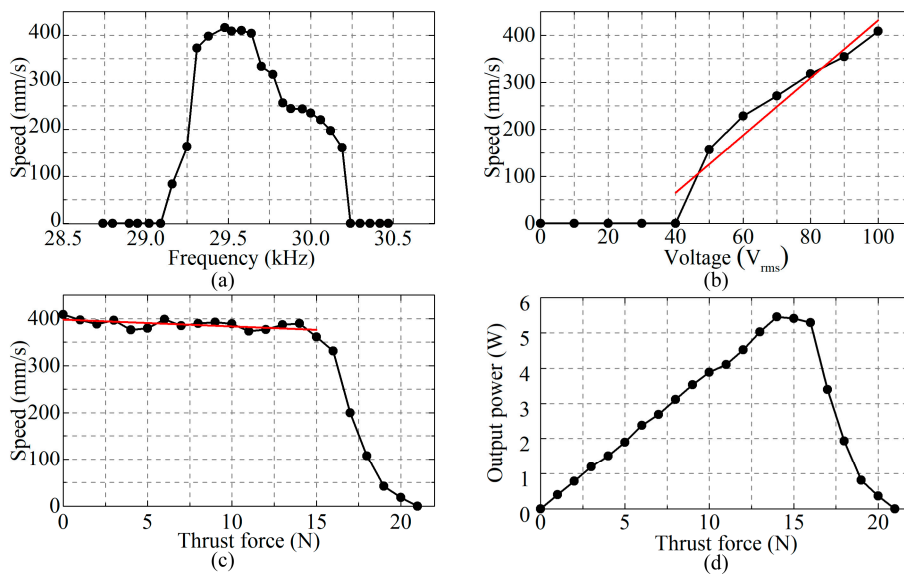 400
300
200
100
0
Speed (mm/s)
28.5 29.0 29.5 30.0 30.5
Frequency (kHz)
(a)
400
300
200
100
0
Speed (mm/s)
0 20 40 60 80 100
Voltage (Vrms)
(b)
400
300
200
100
0
Speed (mm/s)
0 5 10 15 20
Thrust force (N)
(c)
6
5
4
3
2
1
0
Output power (W)
0 5 10 15 20
Thrust force (N)
(d)